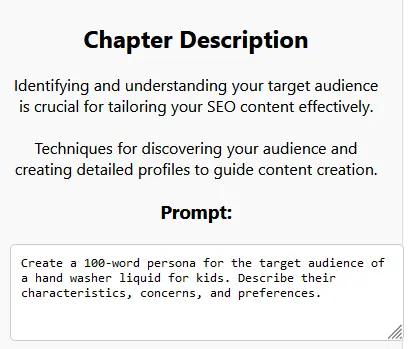 Chapter Description
Identifying and understanding your target audience
is crucial for tailoring your SEO content effectively.
Techniques for discovering your audience and
creating detailed profiles to guide content creation.
Prompt:
Create a 100-word persona for the target audience of
a hand washer liquid for kids. Describe their
characteristics, concerns, and preferences.